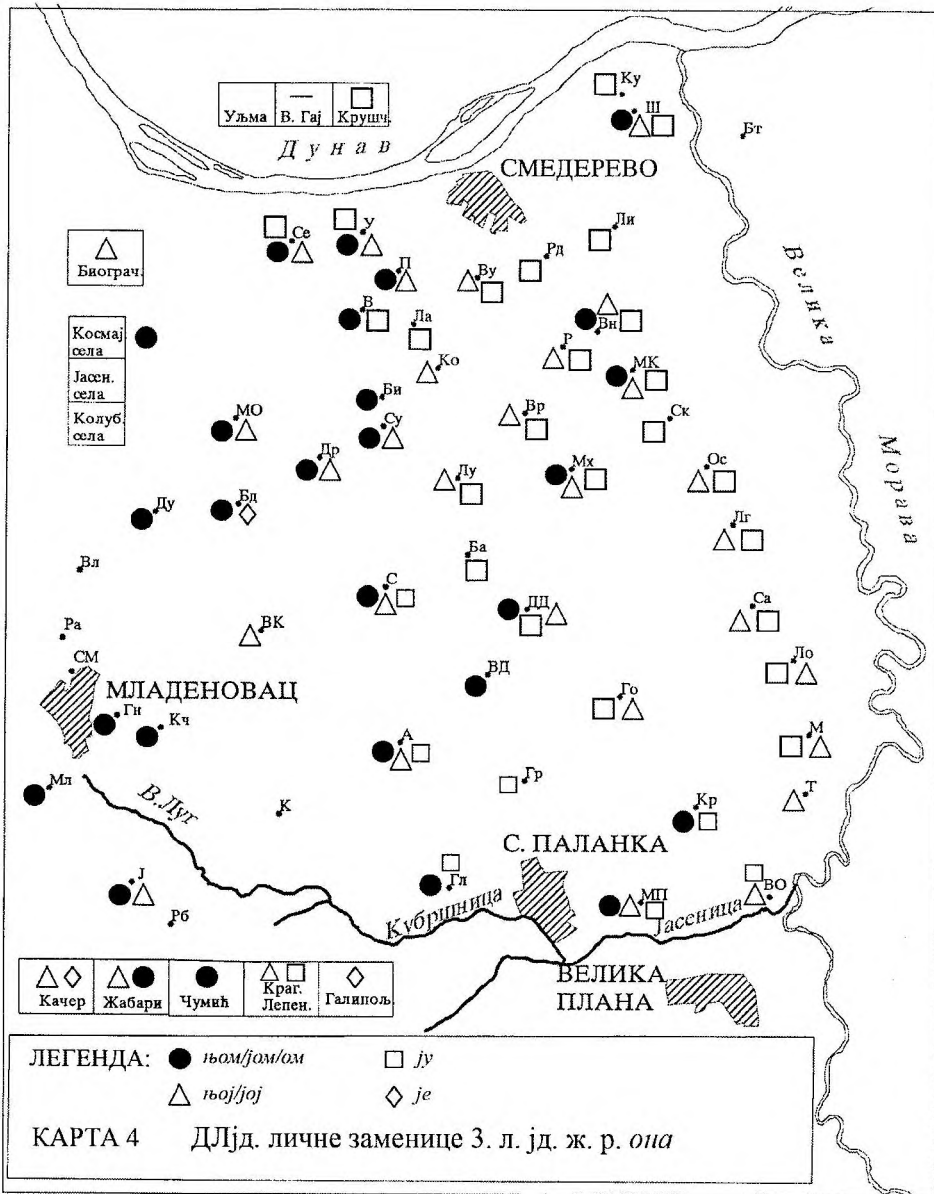 Ку
Ш
Уљма В. Гај Крушч.
Бт
Дунав
СМЕДЕРЕВО
Ли
Се У
Рд
П Ву
Биограч.
Велика
В Ла Вн
Космај. села
Р
Ко МК
Јасен. села
Би
МО Су Вр Ск
Колуб. села
Др Лу Мх Ос
Морава
Ду Бд
Лг
Ба
Вл
С ДД Са
Ра ВК
СМ
ВД Ло
МЛАДЕНОВАЦ
Го
Гн Кч
А М
Мл Гр Т
В.Луг К Кр
С. ПАЛАНКА
Ј Гл
МП ВО
Рб Кубршница Јасеница
ВЕЛИКА
ПЛАНА
Качер Жабари Чумић Краг. Лепен. Галипољ.
ЛЕГЕНДА: њом/јом/ом ју
њој/јој је
КАРТА 4 ДЛјд. личне заменице 3. л. јд. ж. р. она